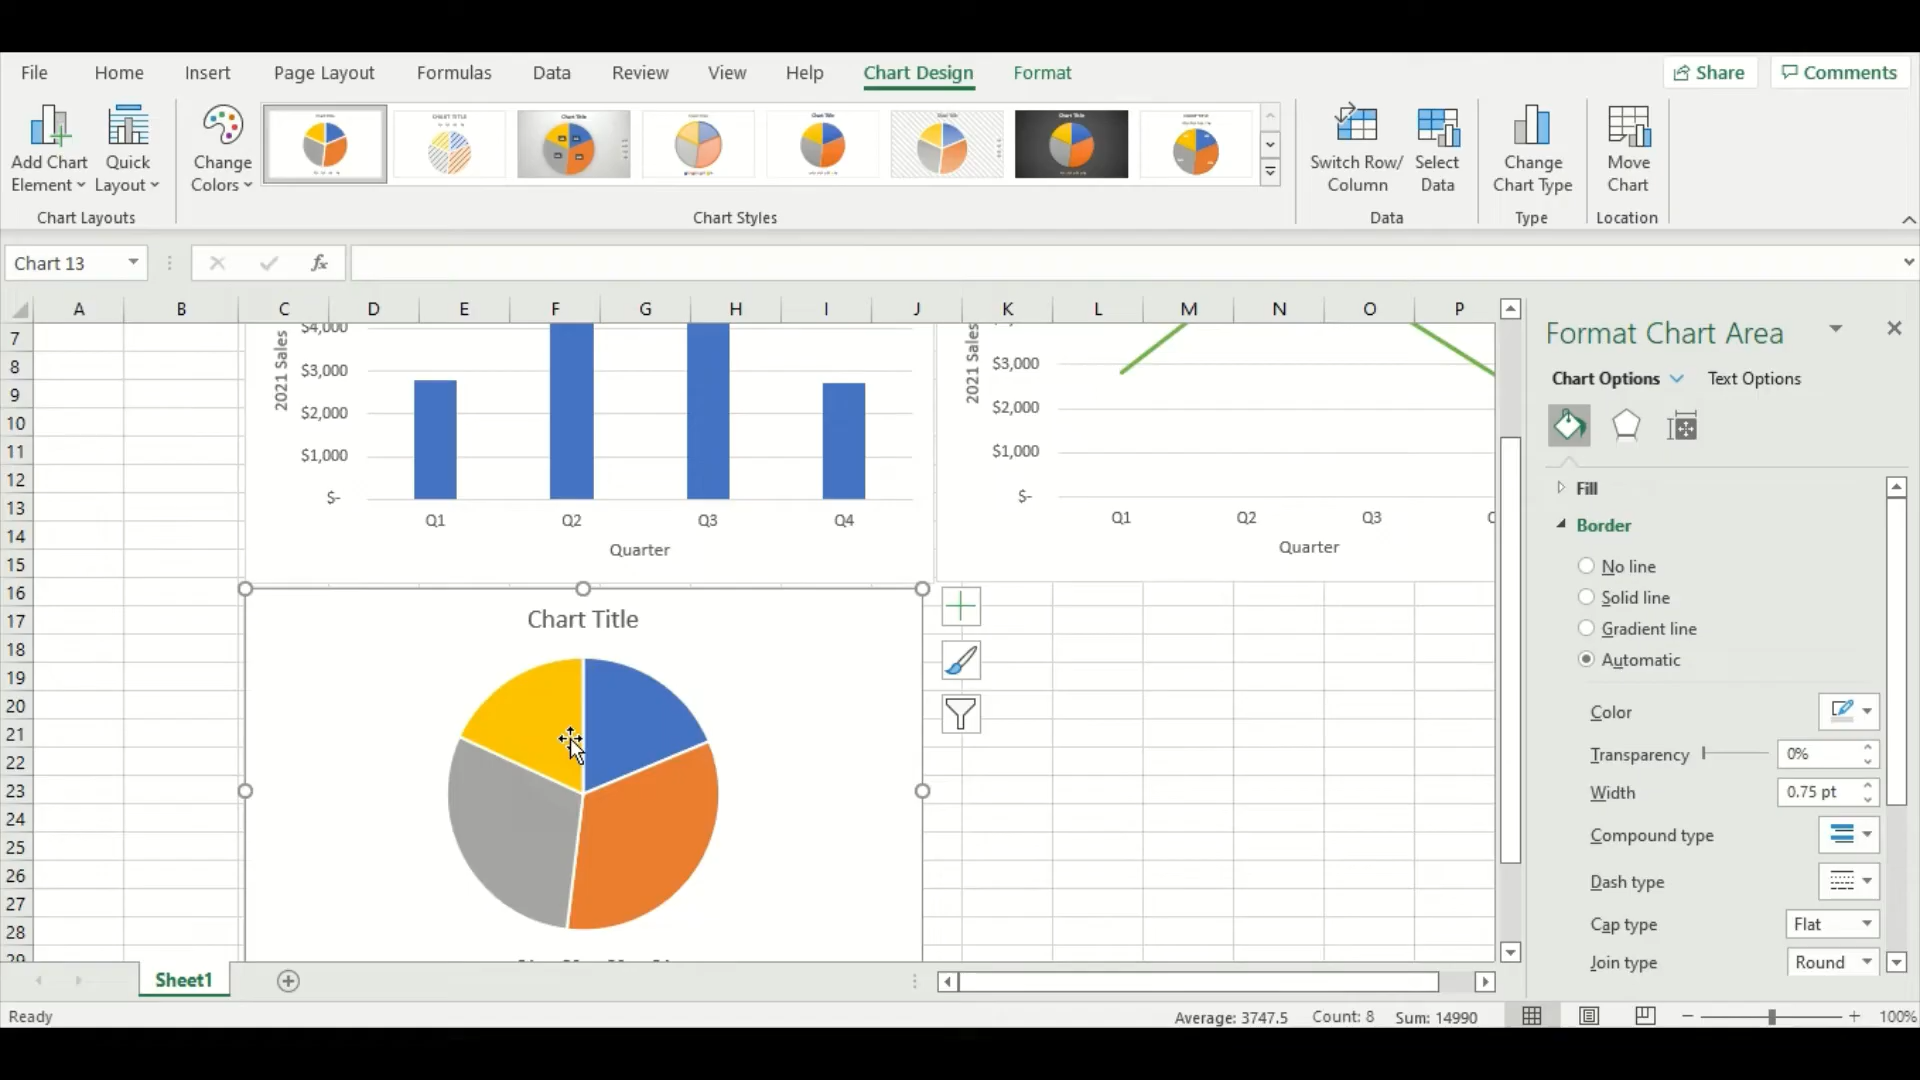 File Home Insert Page Layout Formulas Data Review View Help Chart Design Format Share Comments
Add Chart Element
Quick Layout
Change Colors
Switch Row/ Column
Select Data
Change Chart Type
Move Chart
Chart Layouts Chart Styles Data Type Location
Chart 13 fx
A B C D E F G H I J K L M N O P
7
8
9
10
11
12
13
14
15
16
17
18
19
20
21
22
23
24
25
26
27
28
29
2021 Sales
$4,000
$3,000
$2,000
$1,000
$-
Q1 Q2 Q3 Q4
Quarter
2021 Sales
$3,000
$2,000
$1,000
$-
Q1 Q2 Q3
Quarter
Chart Title
Format Chart Area
Chart Options Text Options
Fill
Border
No line
Solid line
Gradient line
Automatic
Color
Transparency 0%
Width 0.75 pt
Compound type
Dash type
Cap type Flat
Join type Round
Sheet1
Ready Average: 3747.5 Count: 8 Sum: 14990 100%